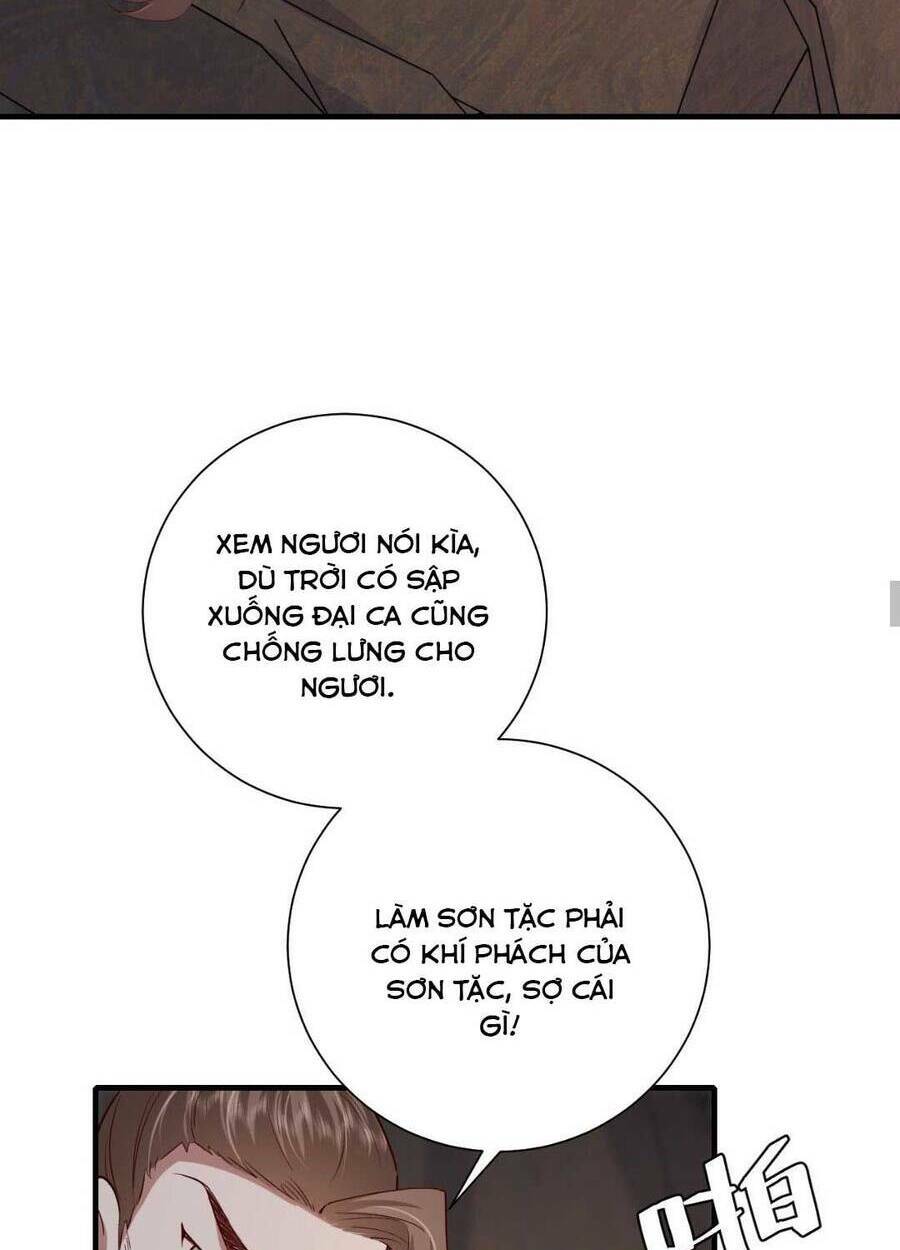 XEM NGƯƠI NÓI KÌA,
DÙ TRỜI CÓ SẬP
XUỐNG ĐẠI CA CŨNG
CHỐNG LƯNG CHO
NGƯƠI.
LÀM SƠN TẶC PHẢI
CÓ KHÍ PHÁCH CỦA
SƠN TẶC, SỢ CÁI
GÌ!
啪